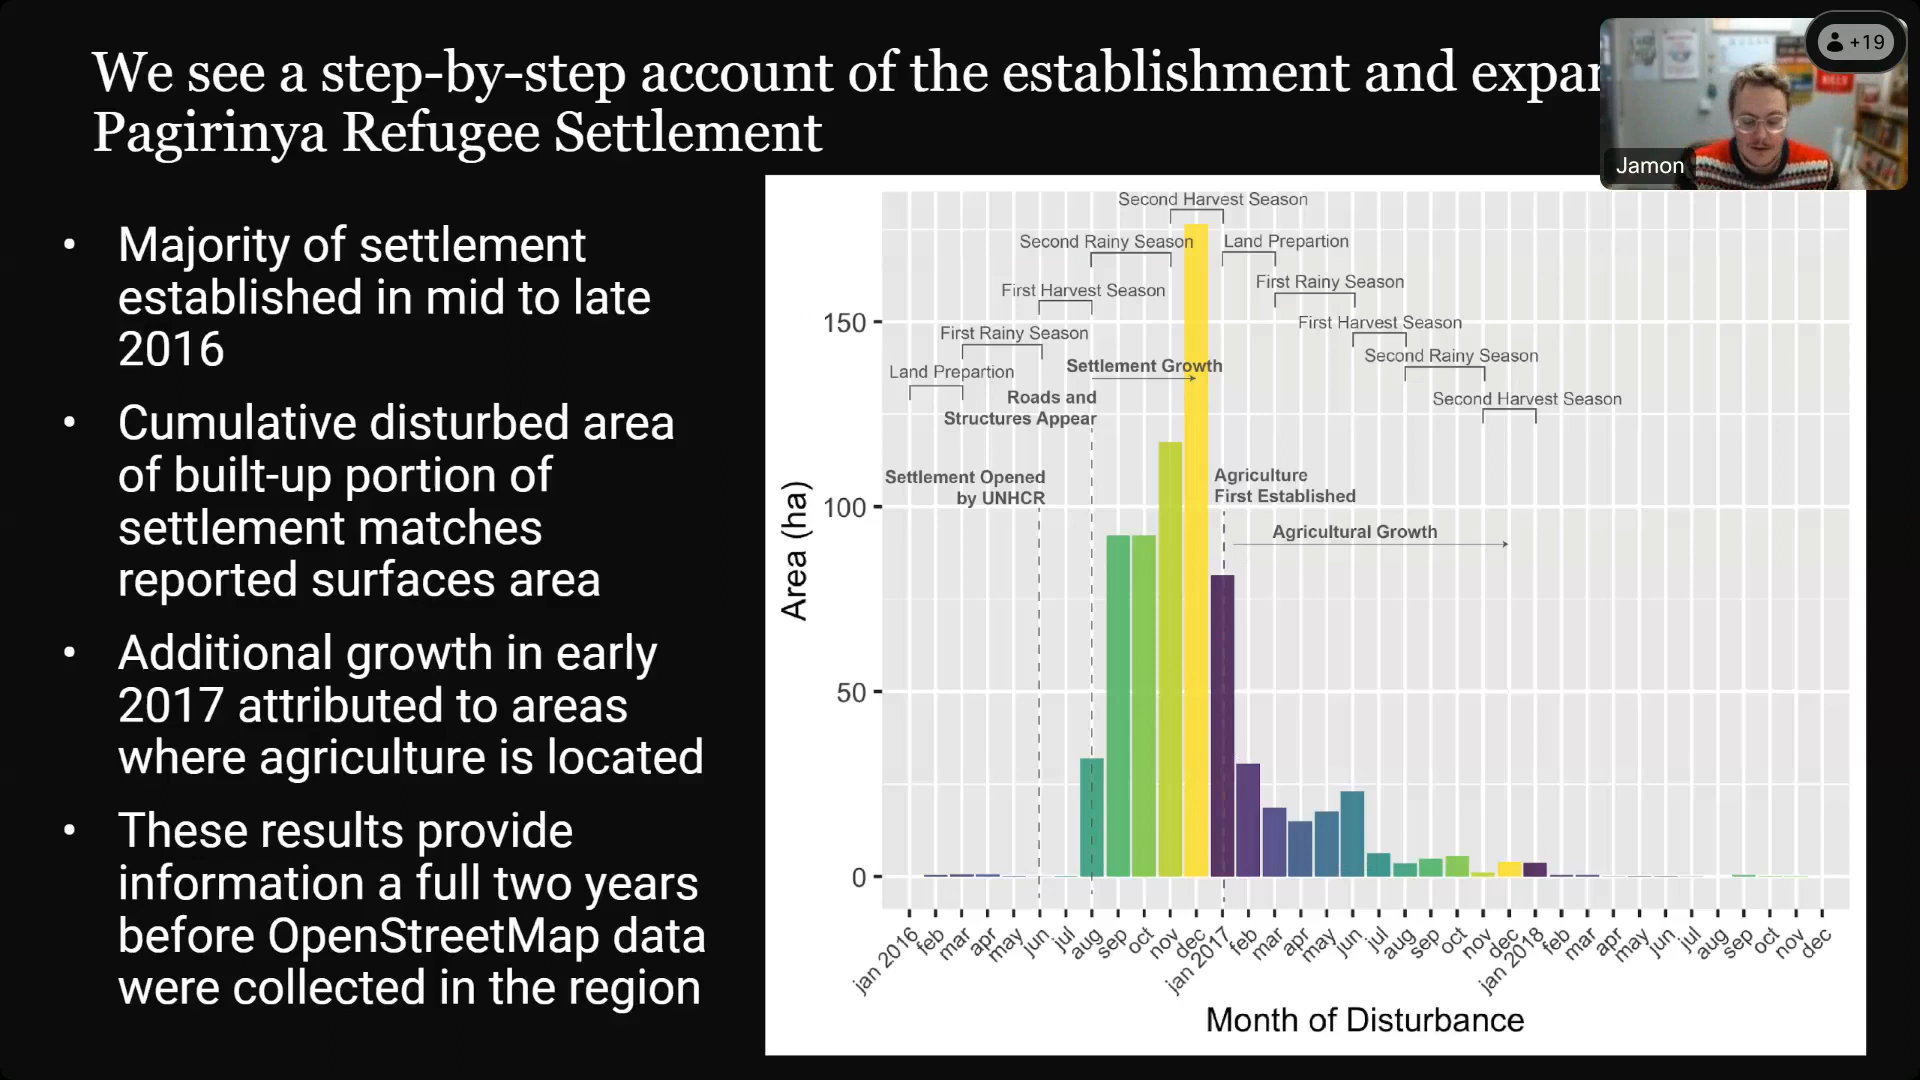 We see a step-by-step account of the establishment and
Pagirinya Refugee Settlement
+19
Jamon
• Majority of settlement
established in mid to late
2016
• Cumulative disturbed area
of built-up portion of
settlement matches
reported surfaces area
• Additional growth in early
2017 attributed to areas
where agriculture is located
• These results provide
information a full two years
before OpenStreetMap data
were collected in the region
Second Harvest Season
Second Rainy Season
Land Prepartion
First Harvest Season
First Rainy Season
First Rainy Season
First Harvest Season
Land Prepartion
Second Rainy Season
Settlement Growth
Second Harvest Season
Roads and
Structures Appear
Settlement Opened
by UNHCR
Agriculture
First Established
Agricultural Growth
Area (ha)
150
100
50
0
jan 2016 feb mar apr may jun jul aug sep oct nov dec jan 2017 feb mar apr may jun jul aug sep oct nov dec jan 2018 feb mar apr may jun jul aug sep oct nov dec
Month of Disturbance